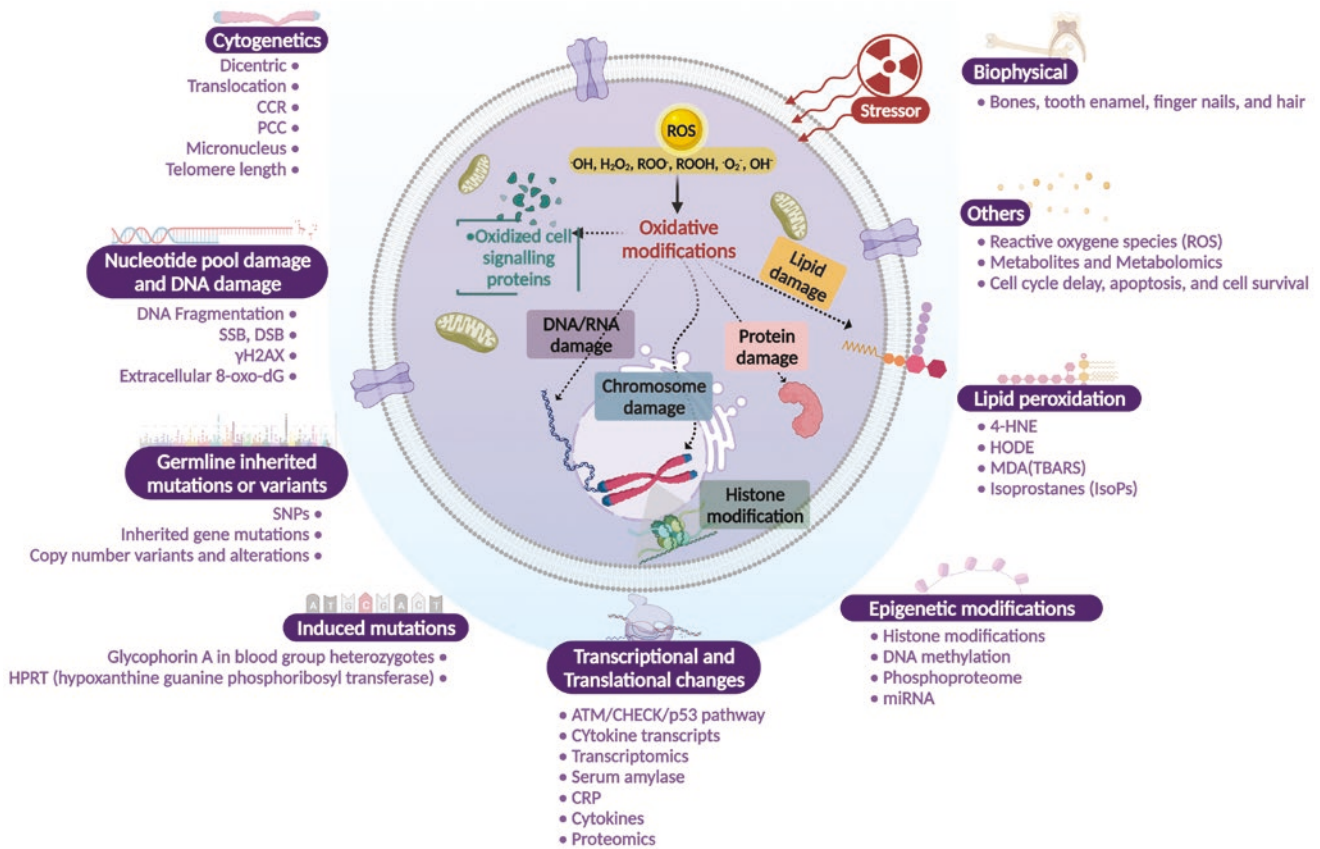 Cytogenetics
Dicentric •
Translocation •
CCR •
PCC •
Micronucleus •
Telomere length •
Nucleotide pool damage
and DNA damage
DNA Fragmentation •
SSB, DSB •
γH2AX •
Extracellular 8-oxo-dG •
Germline inherited
mutations or variants
SNPs •
Inherited gene mutations •
Copy number variants and alterations •
A T G C G A C T
Induced mutations
Glycophorin A in blood group heterozygotes •
HPRT (hypoxanthine guanine phosphoribosyl transferase) •
Stressor
ROS
·OH, H₂O₂, ROO·, ROOH, ·O₂⁻, OH⁻
Oxidative
modifications
•Oxidized cell
signalling
proteins
Lipid
damage
DNA/RNA
damage
Protein
damage
Chromosome
damage
Histone
modification
Transcriptional and
Translational changes
• ATM/CHECK/p53 pathway
• CYtokine transcripts
• Transcriptomics
• Serum amylase
• CRP
• Cytokines
• Proteomics
Biophysical
• Bones, tooth enamel, finger nails, and hair
Others
• Reactive oxygene species (ROS)
• Metabolites and Metabolomics
• Cell cycle delay, apoptosis, and cell survival
Lipid peroxidation
• 4-HNE
• HODE
• MDA(TBARS)
• Isoprostanes (IsoPs)
Epigenetic modifications
• Histone modifications
• DNA methylation
• Phosphoproteome
• miRNA